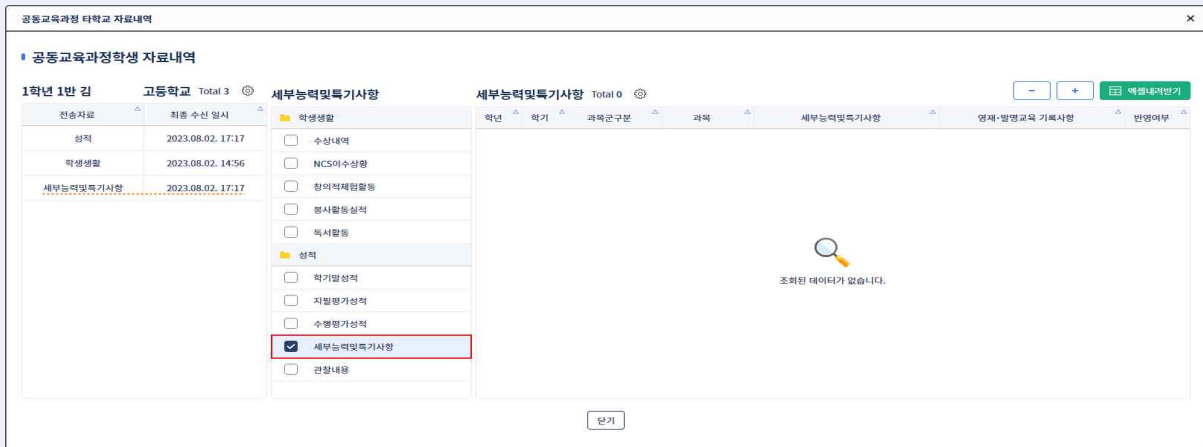 공동교육과정 타학교 자료내역
×
공동교육과정학생 자료내역
1학년 1반 김 고등학교 Total 3
전송자료 최종 수신 일시
성적 2023.08.02. 17:17
학생생활 2023.08.02. 14:56
세부능력및특기사항 2023.08.02. 17:17
세부능력및특기사항
학생생활
수상내역
NCS이수상황
창의적체험활동
봉사활동실적
독서활동
성적
학기말성적
지필평가성적
수행평가성적
세부능력및특기사항
관찰내용
세부능력및특기사항 Total 0
- + 엑셀내려받기
학년 학기 과목군구분 과목 세부능력및특기사항 영재·발명교육 기록사항 반영여부
조회된 데이터가 없습니다.
닫기